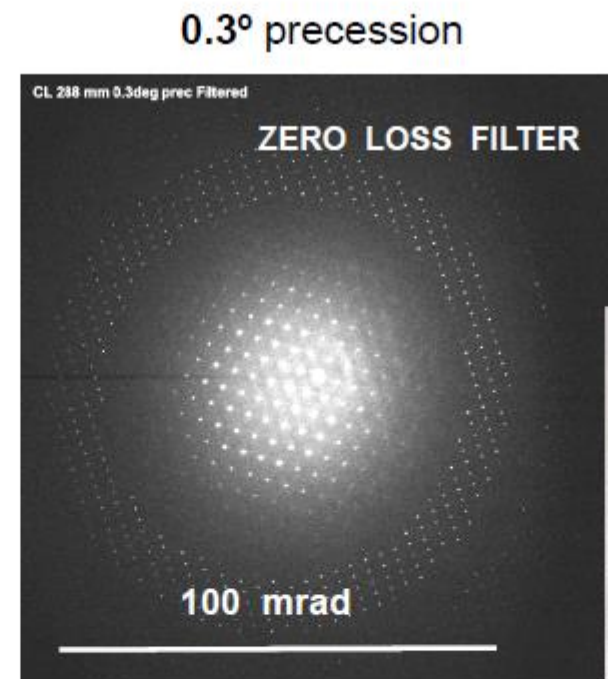 0.3º precession
CL 288 mm 0.3deg prec Filtered
ZERO LOSS FILTER
100 mrad